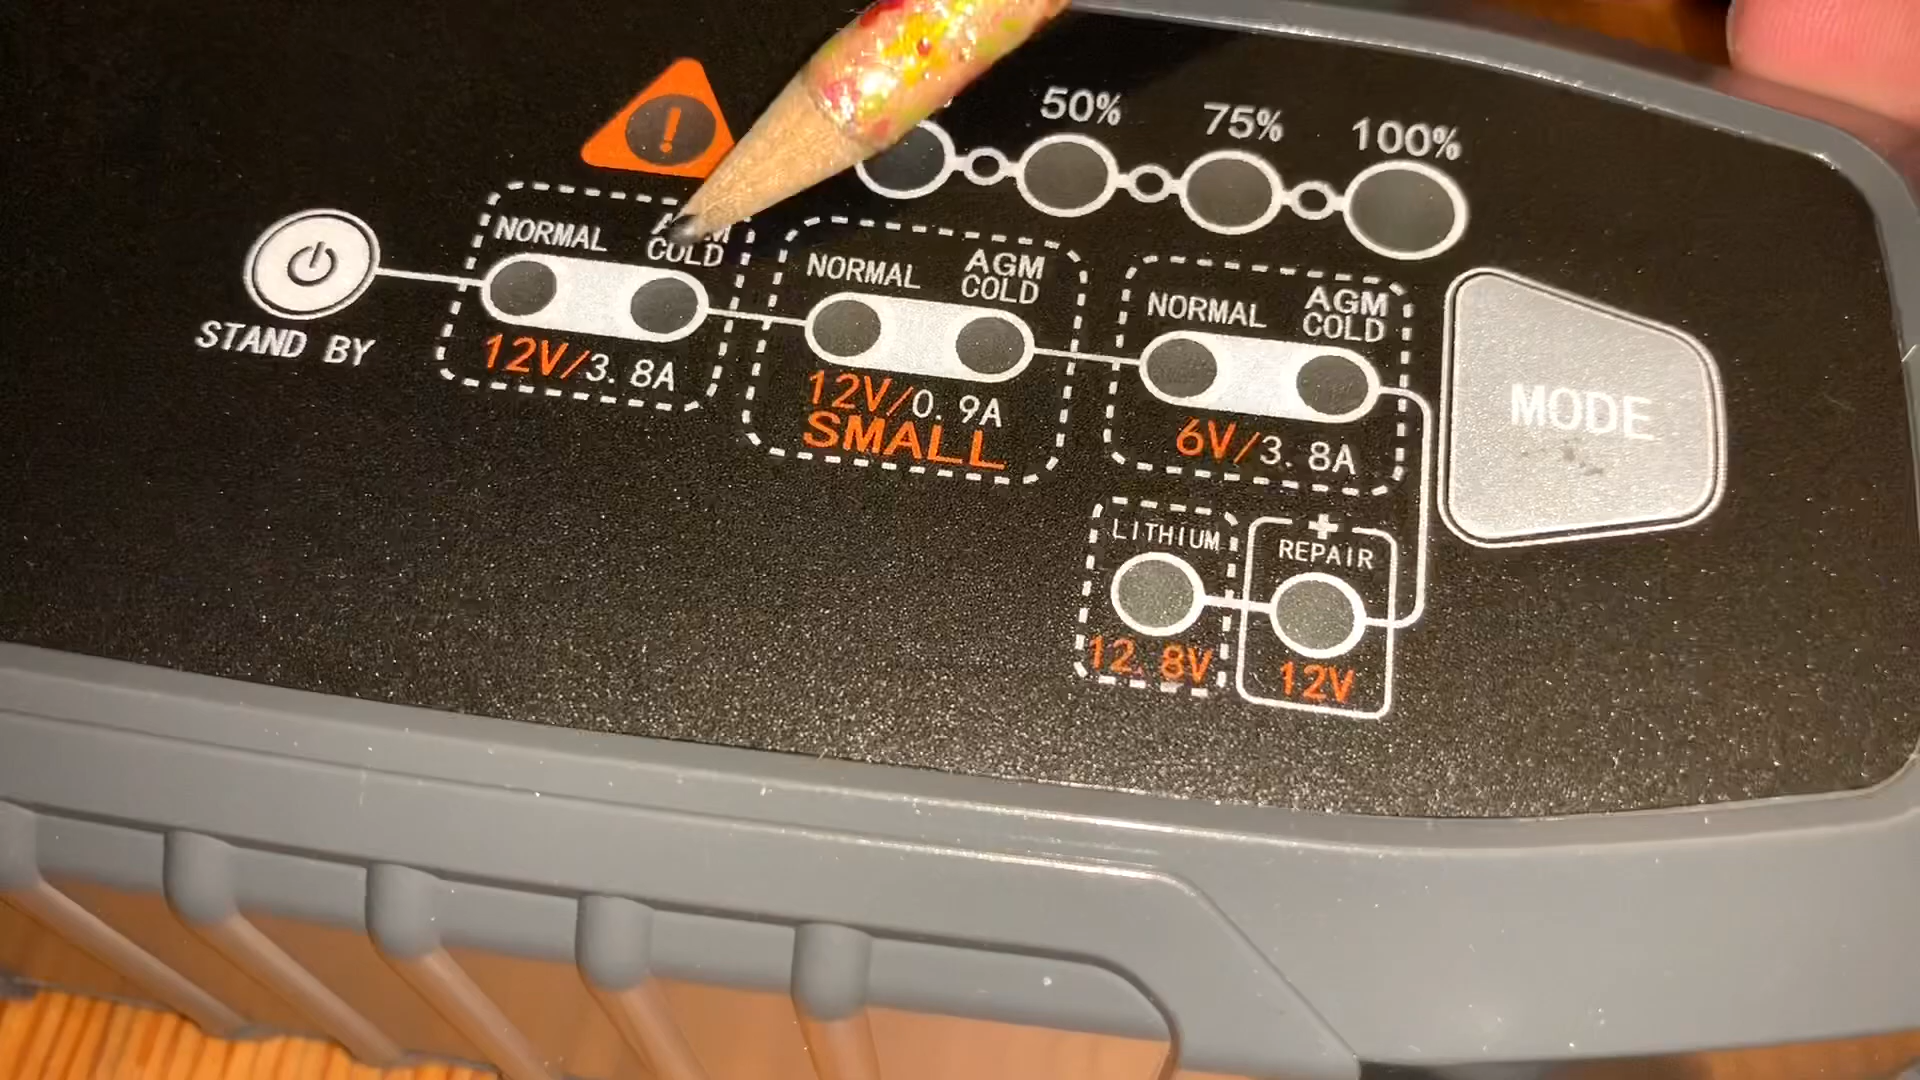 50%
75%
100%
NORMAL
COLD
12V/3.8A
NORMAL
AGM
COLD
12V/0.9A
SMALL
NORMAL
AGM
COLD
6V/3.8A
STAND BY
MODE
LITHIUM
12.8V
+
REPAIR
12V
!